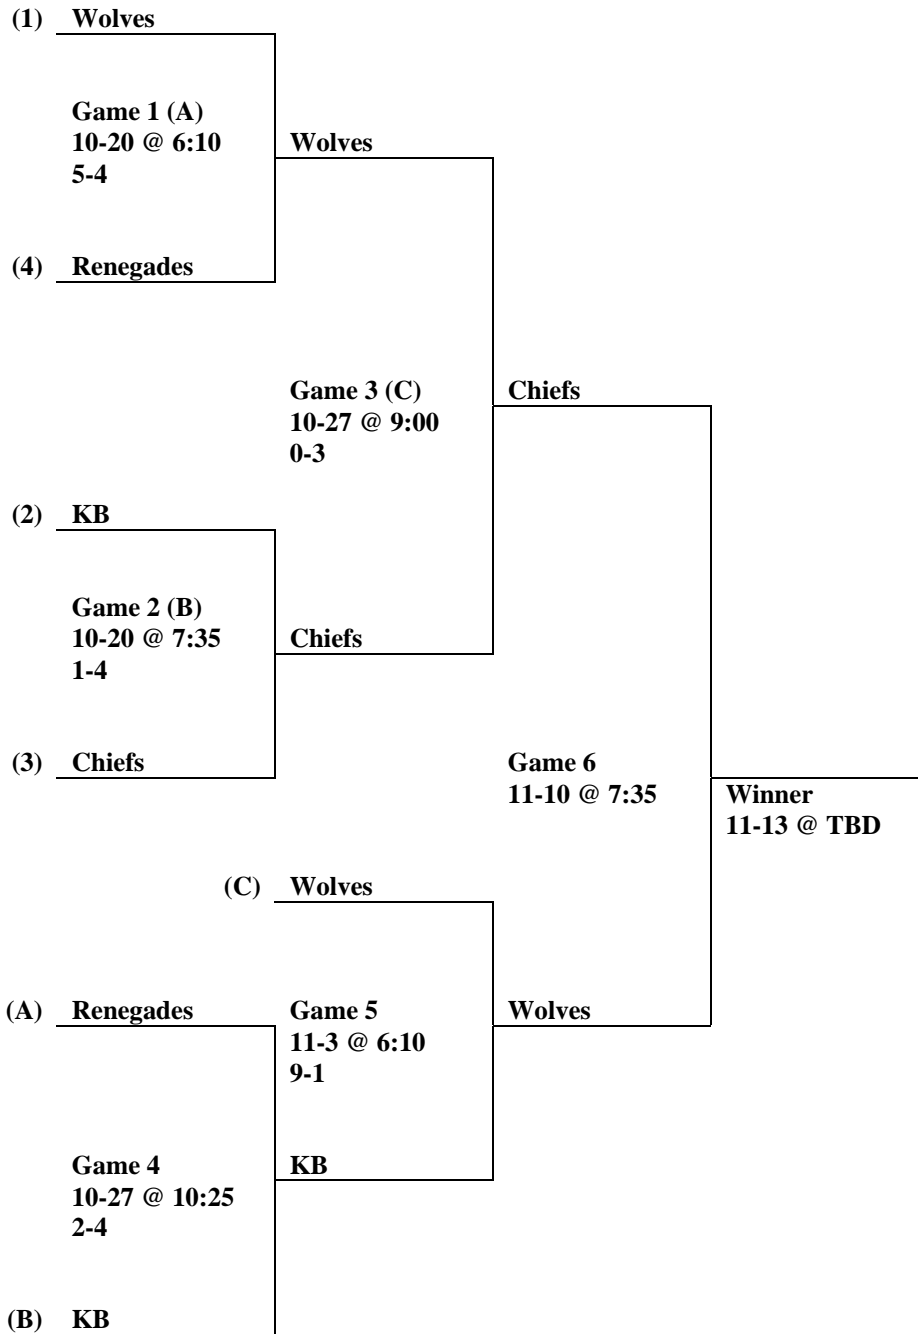 (1) Wolves
Game 1 (A)
10-20 @ 6:10
5-4
Wolves
(4) Renegades
Game 3 (C)
10-27 @ 9:00
0-3
Chiefs
(2) KB
Game 2 (B)
10-20 @ 7:35
1-4
Chiefs
(3) Chiefs
Game 6
11-10 @ 7:35
Winner
11-13 @ TBD
(C) Wolves
(A) Renegades
Game 5
11-3 @ 6:10
9-1
Wolves
Game 4
10-27 @ 10:25
2-4
KB
(B) KB